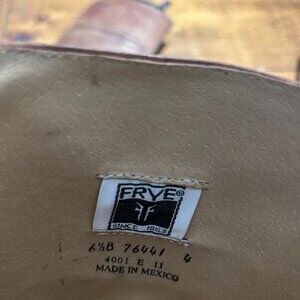 FRYE®
SINCE 1863
6½B 76441 4
4001 E 11
MADE IN MEXICO